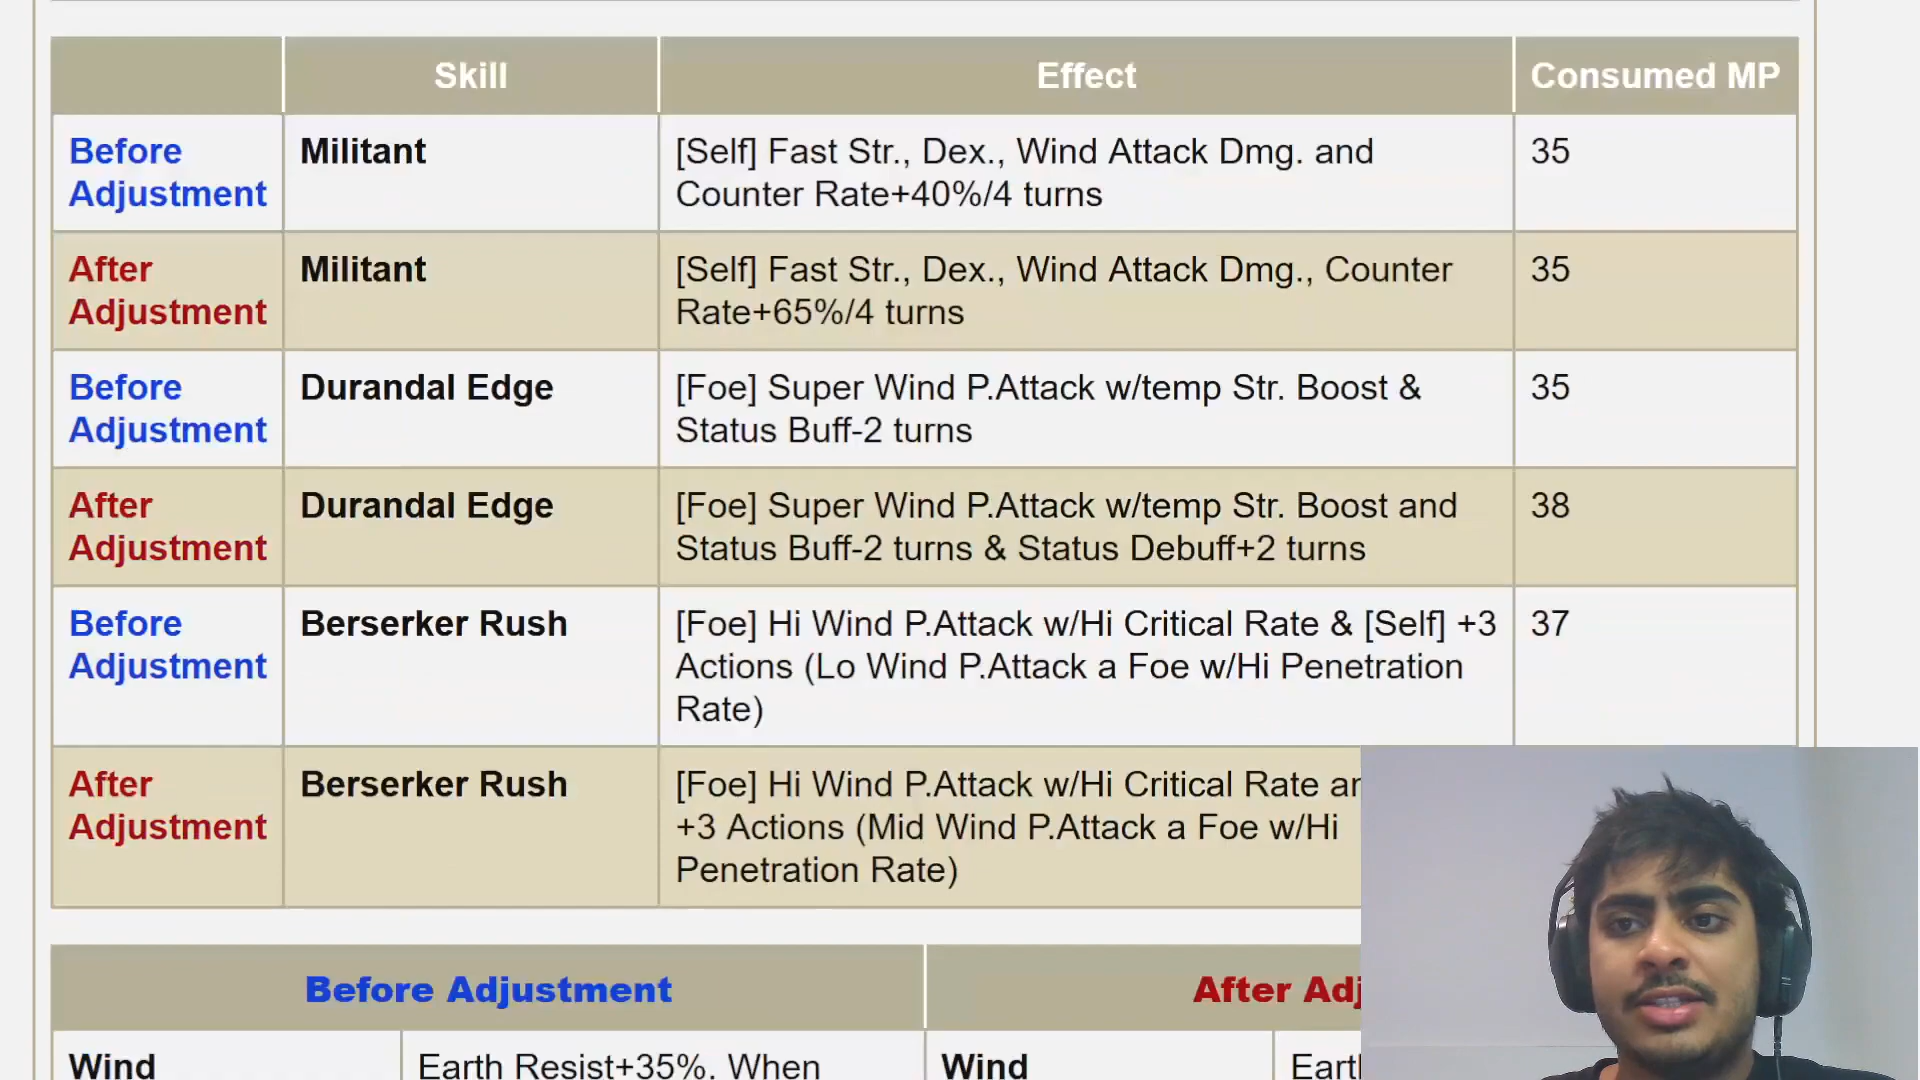 Skill Effect Consumed MP
Before Adjustment Militant [Self] Fast Str., Dex., Wind Attack Dmg. and 35
Counter Rate+40%/4 turns
After Adjustment Militant [Self] Fast Str., Dex., Wind Attack Dmg., Counter 35
Rate+65%/4 turns
Before Adjustment Durandal Edge [Foe] Super Wind P.Attack w/temp Str. Boost & 35
Status Buff-2 turns
After Adjustment Durandal Edge [Foe] Super Wind P.Attack w/temp Str. Boost and 38
Status Buff-2 turns & Status Debuff+2 turns
Before Adjustment Berserker Rush [Foe] Hi Wind P.Attack w/Hi Critical Rate & [Self] +3 37
Actions (Lo Wind P.Attack a Foe w/Hi Penetration
Rate)
After Adjustment Berserker Rush [Foe] Hi Wind P.Attack w/Hi Critical Rate
+3 Actions (Mid Wind P.Attack a Foe w/Hi
Penetration Rate)
Before Adjustment After
Wind Earth Resist+35%. When Wind